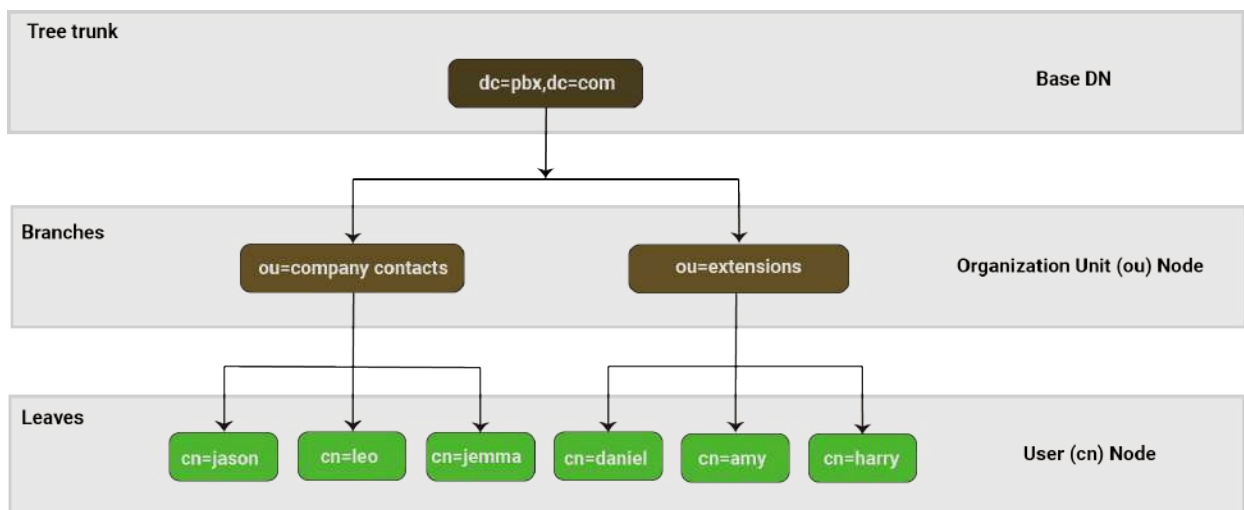 Tree trunk
dc=pbx,dc=com
Base DN
Branches
ou=company contacts
ou=extensions
Organization Unit (ou) Node
Leaves
cn=jason
cn=leo
cn=jemma
cn=daniel
cn=amy
cn=harry
User (cn) Node